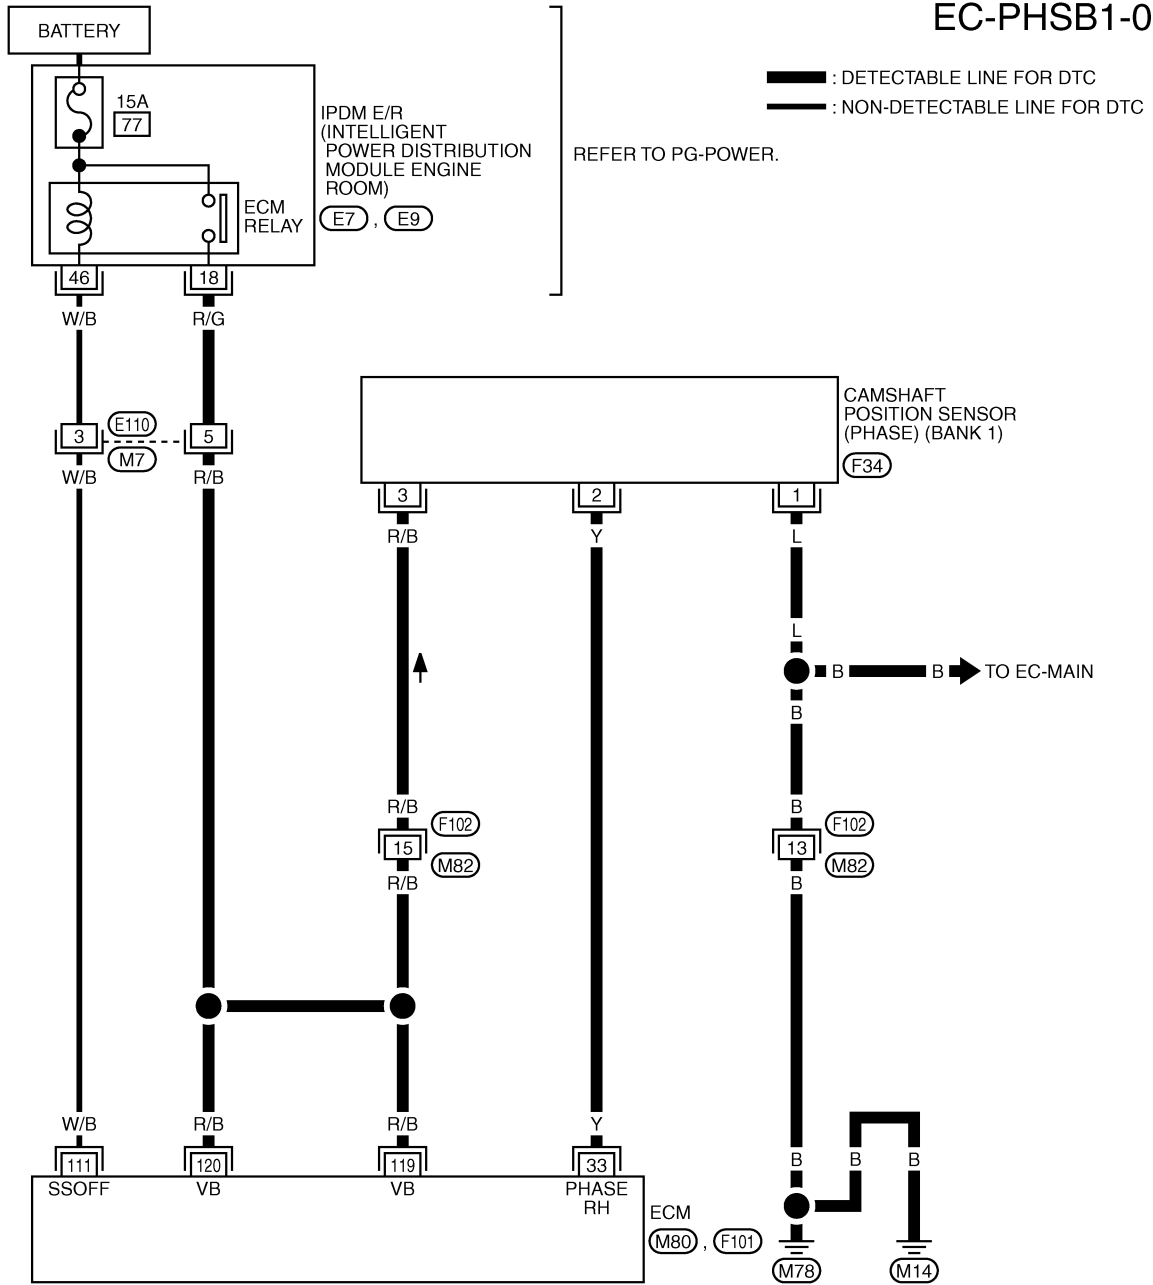 EC-PHSB1-0
BATTERY
: DETECTABLE LINE FOR DTC
: NON-DETECTABLE LINE FOR DTC
15A
77
IPDM E/R
(INTELLIGENT
POWER DISTRIBUTION
MODULE ENGINE
ROOM)
E7 , E9
REFER TO PG-POWER.
ECM
RELAY
46 18
W/B R/G
CAMSHAFT
POSITION SENSOR
(PHASE) (BANK 1)
F34
3 E110 5
M7
W/B R/B
3 2 1
R/B Y L
L
B B TO EC-MAIN
B
R/B B
F102 F102
15 13
M82 M82
R/B B
W/B R/B R/B Y
B B B
111 120 119 33
SSOFF VB VB PHASE
RH
ECM
M80 , F101
M78 M14